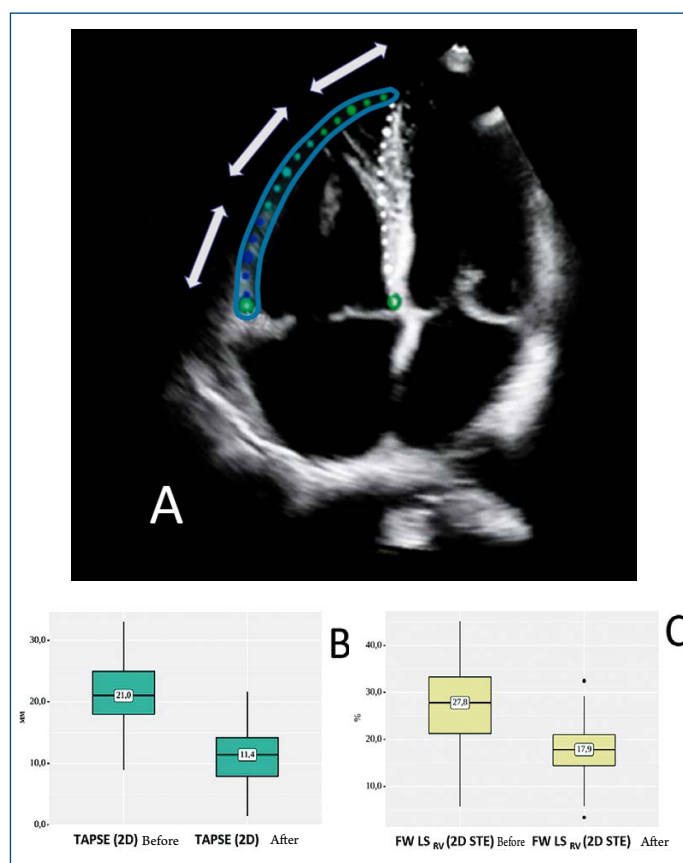 A
B
30,0
21,0
20,0
MM
11,4
10,0
0,0
TAPSE (2D) Before TAPSE (2D) After
C
40,0
30,0
27,8
%
20,0
17,9
10,0
FW LS RV (2D STE) Before FW LS RV (2D STE) After